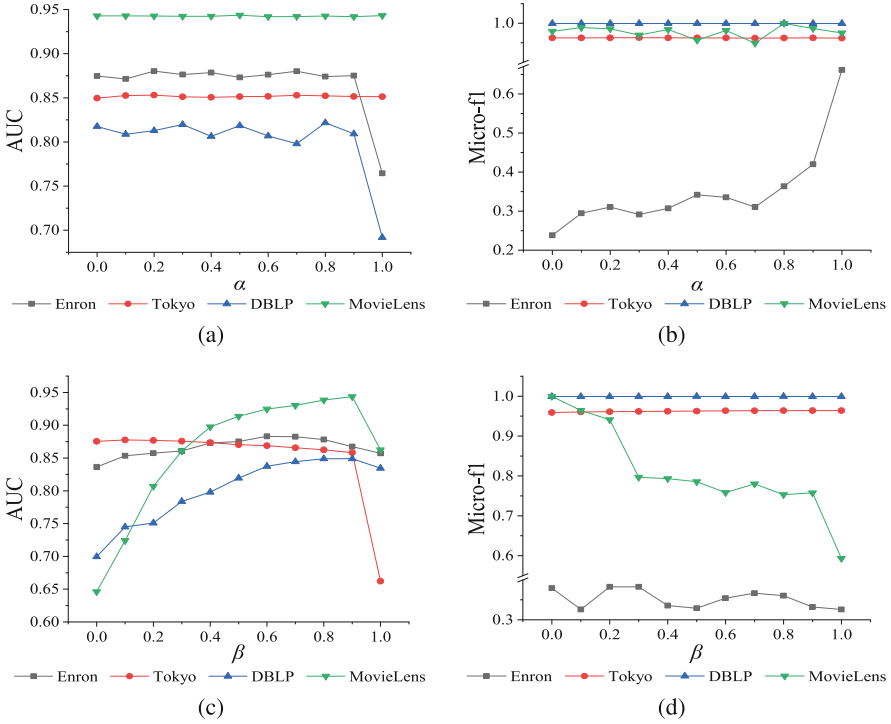 AUC
0.95
0.90
0.85
0.80
0.75
0.70
0.0 0.2 0.4 0.6 0.8 1.0
α
Enron Tokyo DBLP MovieLens
(a)
Micro-f1
1.0
0.6
0.5
0.4
0.3
0.2
0.0 0.2 0.4 0.6 0.8 1.0
α
Enron Tokyo DBLP MovieLens
(b)
AUC
0.95
0.90
0.85
0.80
0.75
0.70
0.65
0.60
0.0 0.2 0.4 0.6 0.8 1.0
β
Enron Tokyo DBLP MovieLens
(c)
Micro-f1
1.0
0.9
0.8
0.7
0.6
0.3
0.0 0.2 0.4 0.6 0.8 1.0
β
Enron Tokyo DBLP MovieLens
(d)